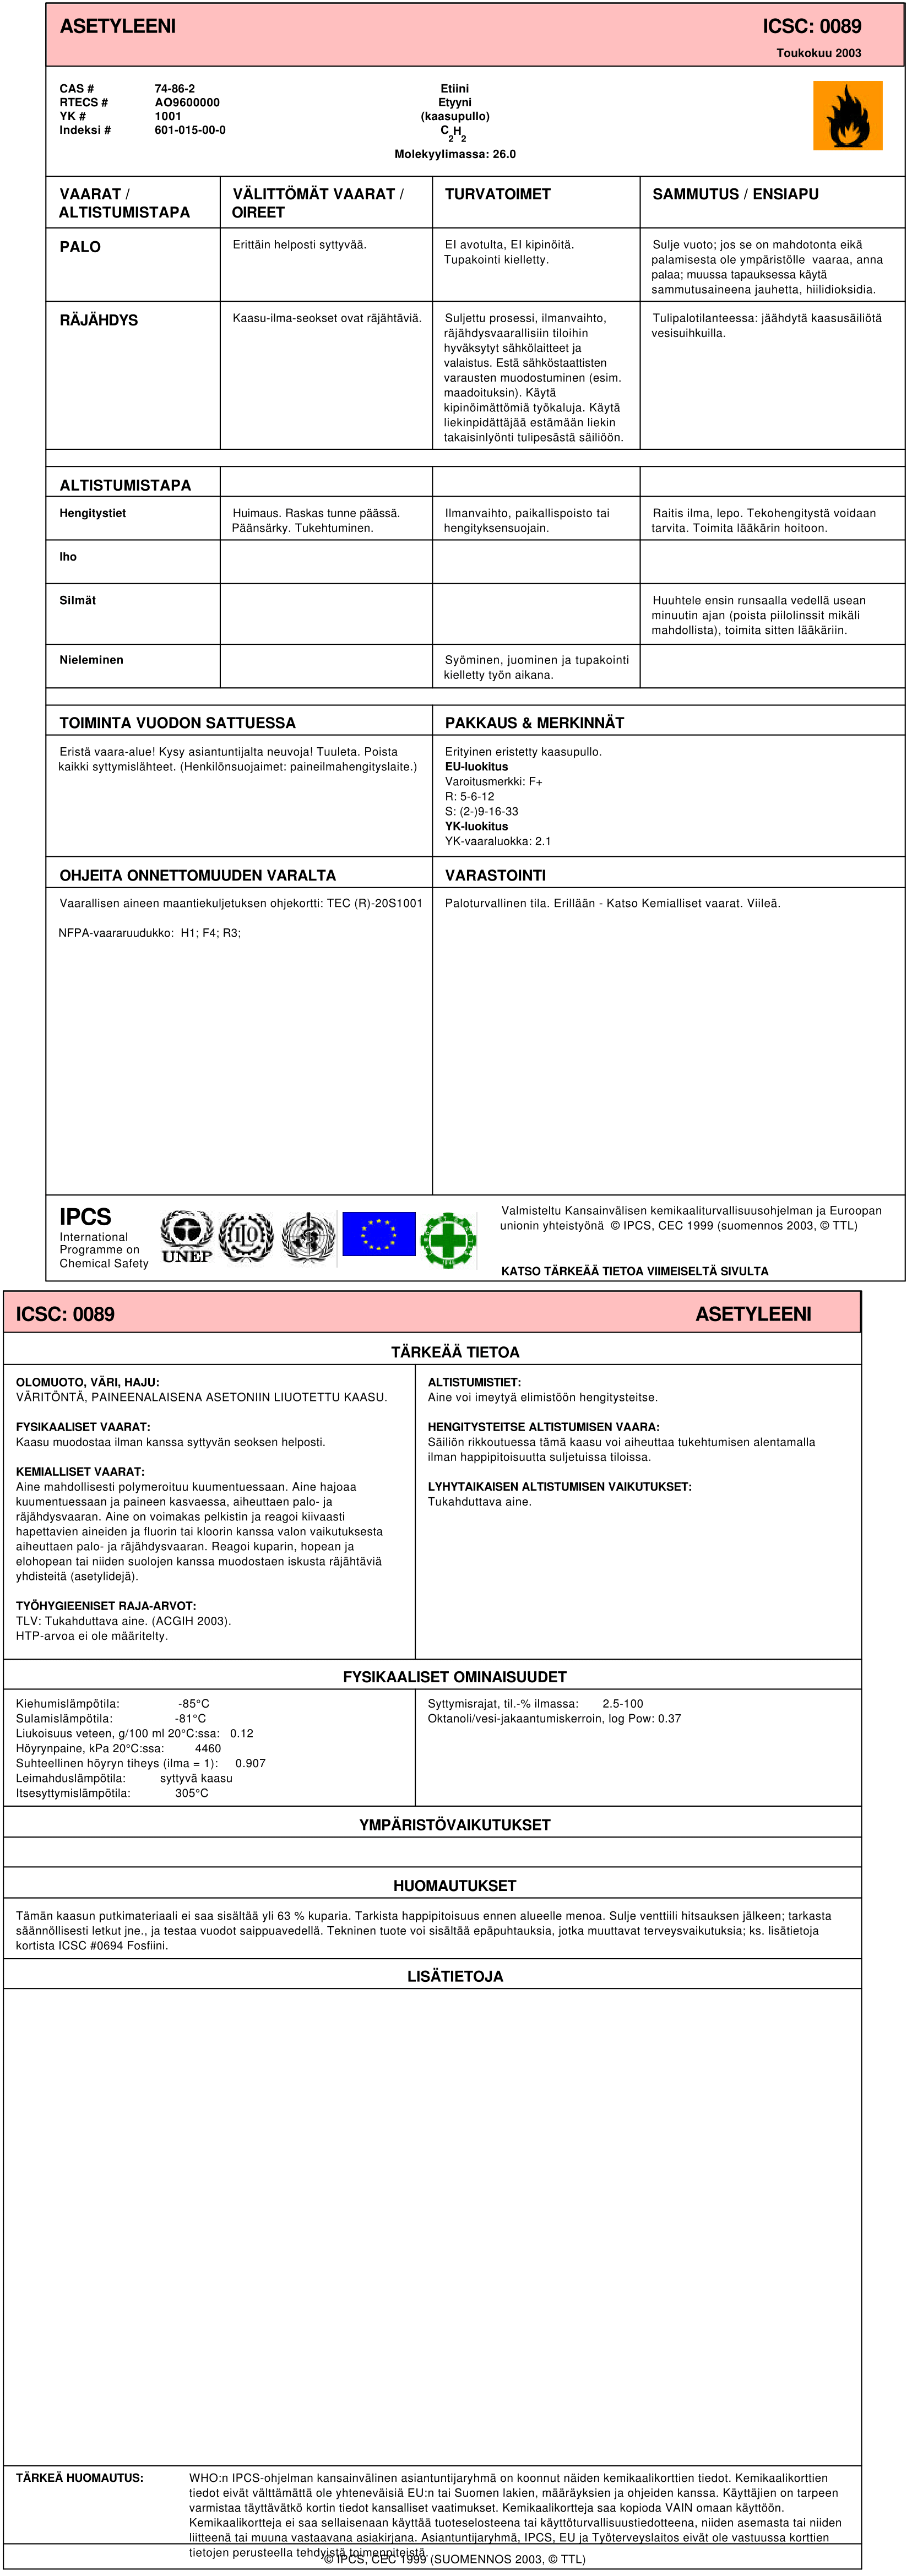 ASETYLEENI
ICSC: 0089
Toukokuu 2003
CAS # 74-86-2
RTECS # AO9600000
YK # 1001
Indeksi # 601-015-00-0
Etiini
Etyyni
(kaasupullo)
C2H2
Molekyylimassa: 26.0
VAARAT / ALTISTUMISTAPA
VÄLITTÖMÄT VAARAT / OIREET
TURVATOIMET
SAMMUTUS / ENSIAPU
PALO
Erittäin helposti syttyvää.
EI avotulta, EI kipinöitä.
Tupakointi kielletty.
Sulje vuoto; jos se on mahdotonta eikä
palamisesta ole ympäristölle vaaraa, anna
palaa; muussa tapauksessa käytä
sammutusaineena jauhetta, hiilidioksidia.
RÄJÄHDYS
Kaasu-ilma-seokset ovat räjähtäviä.
Suljettu prosessi, ilmanvaihto,
räjähdysvaarallisiin tiloihin
hyväksytyt sähkölaitteet ja
valaistus. Estä sähköstaattisten
varausten muodostuminen (esim.
maadoituksin). Käytä
kipinöimättömiä työkaluja. Käytä
liekinpidättäjää estämään liekin
takaisinlyönti tulipesästä säiliöön.
Tulipalotilanteessa: jäähdytä kaasusäiliötä
vesisuihkuilla.
ALTISTUMISTAPA
Hengitystiet
Huimaus. Raskas tunne päässä.
Päänsärky. Tukehtuminen.
Ilmanvaihto, paikallispoisto tai
hengityksensuojain.
Raitis ilma, lepo. Tekohengitystä voidaan
tarvita. Toimita lääkärin hoitoon.
Iho
Silmät
Huuhtele ensin runsaalla vedellä usean
minuutin ajan (poista piilolinssit mikäli
mahdollista), toimita sitten lääkäriin.
Nieleminen
Syöminen, juominen ja tupakointi
kielletty työn aikana.
TOIMINTA VUODON SATTUESSA
Eristä vaara-alue! Kysy asiantuntijalta neuvoja! Tuuleta. Poista
kaikki syttymislähteet. (Henkilönsuojaimet: paineilmahengityslaite.)
PAKKAUS & MERKINNÄT
Erityinen eristetty kaasupullo.
EU-luokitus
Varoitusmerkki: F+
R: 5-6-12
S: (2-)9-16-33
YK-luokitus
YK-vaaraluokka: 2.1
OHJEITA ONNETTOMUUDEN VARALTA
Vaarallisen aineen maantiekuljetuksen ohjekortti: TEC (R)-20S1001
NFPA-vaararuudukko: H1; F4; R3;
VARASTOINTI
Paloturvallinen tila. Erillään - Katso Kemialliset vaarat. Viileä.
IPCS
International
Programme on
Chemical Safety
UNEP
ILO
Valmisteltu Kansainvälisen kemikaaliturvallisuusohjelman ja Euroopan
unionin yhteistyönä © IPCS, CEC 1999 (suomennos 2003, © TTL)
KATSO TÄRKEÄÄ TIETOA VIIMEISELTÄ SIVULTA
ICSC: 0089
ASETYLEENI
TÄRKEÄÄ TIETOA
OLOMUOTO, VÄRI, HAJU:
VÄRITÖNTÄ, PAINEENALAISENA ASETONIIN LIUOTETTU KAASU.
FYSIKAALISET VAARAT:
Kaasu muodostaa ilman kanssa syttyvän seoksen helposti.
KEMIALLISET VAARAT:
Aine mahdollisesti polymeroituu kuumentuessaan. Aine hajoaa
kuumentuessaan ja paineen kasvaessa, aiheuttaen palo- ja
räjähdysvaaran. Aine on voimakas pelkistin ja reagoi kiivaasti
hapettavien aineiden ja fluorin tai kloorin kanssa valon vaikutuksesta
aiheuttaen palo- ja räjähdysvaaran. Reagoi kuparin, hopean ja
elohopean tai niiden suolojen kanssa muodostaen iskusta räjähtäviä
yhdisteitä (asetylidejä).
TYÖHYGIEENISET RAJA-ARVOT:
TLV: Tukahduttava aine. (ACGIH 2003).
HTP-arvoa ei ole määritelty.
ALTISTUMISTIET:
Aine voi imeytyä elimistöön hengitysteitse.
HENGITYSTEITSE ALTISTUMISEN VAARA:
Säiliön rikkoutuessa tämä kaasu voi aiheuttaa tukehtumisen alentamalla
ilman happipitoisuutta suljetuissa tiloissa.
LYHYTAIKAISEN ALTISTUMISEN VAIKUTUKSET:
Tukahduttava aine.
FYSIKAALISET OMINAISUUDET
Kiehumislämpötila: -85°C
Sulamislämpötila: -81°C
Liukoisuus veteen, g/100 ml 20°C:ssa: 0.12
Höyrynpaine, kPa 20°C:ssa: 4460
Suhteellinen höyryn tiheys (ilma = 1): 0.907
Leimahduslämpötila: syttyvä kaasu
Itsesyttymislämpötila: 305°C
Syttymisrajat, til.-% ilmassa: 2.5-100
Oktanoli/vesi-jakaantumiskerroin, log Pow: 0.37
YMPÄRISTÖVAIKUTUKSET
HUOMAUTUKSET
Tämän kaasun putkimateriaali ei saa sisältää yli 63 % kuparia. Tarkista happipitoisuus ennen alueelle menoa. Sulje venttiili hitsauksen jälkeen; tarkasta
säännöllisesti letkut jne., ja testaa vuodot saippuavedellä. Tekninen tuote voi sisältää epäpuhtauksia, jotka muuttavat terveysvaikutuksia; ks. lisätietoja
kortista ICSC #0694 Fosfiini.
LISÄTIETOJA
TÄRKEÄ HUOMAUTUS:
WHO:n IPCS-ohjelman kansainvälinen asiantuntijaryhmä on koonnut näiden kemikaalikorttien tiedot. Kemikaalikorttien
tiedot eivät välttämättä ole yhteneväisiä EU:n tai Suomen lakien, määräyksien ja ohjeiden kanssa. Käyttäjien on tarpeen
varmistaa täyttävätkö kortin tiedot kansalliset vaatimukset. Kemikaalikortteja saa kopioda VAIN omaan käyttöön.
Kemikaalikortteja ei saa sellaisenaan käyttää tuoteselosteena tai käyttöturvallisuustiedotteena, niiden asemasta tai niiden
liitteenä tai muuna vastaavana asiakirjana. Asiantuntijaryhmä, IPCS, EU ja Työterveyslaitos eivät ole vastuussa korttien
tietojen perusteella tehdyistä toimenpiteistä.
© IPCS, CEC 1999 (SUOMENNOS 2003, © TTL)